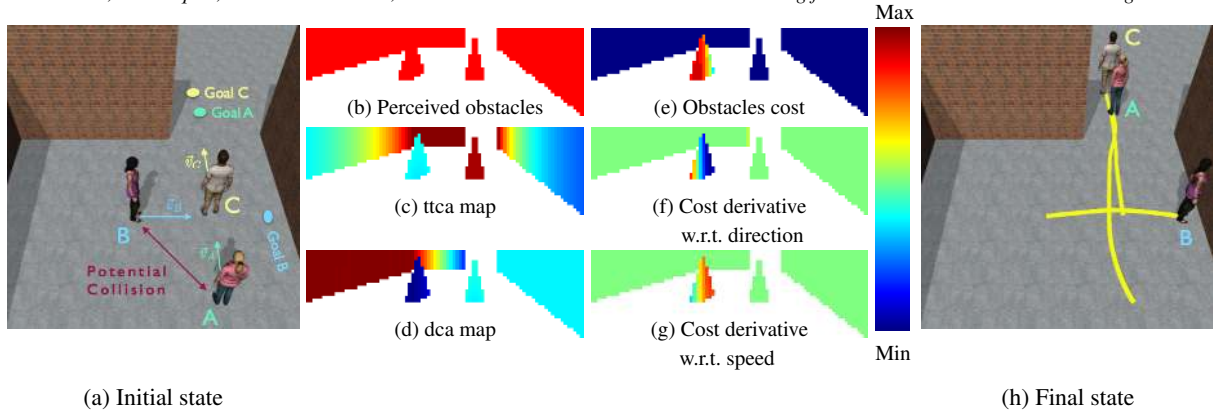 Max
Goal C
Goal A
C
B
Goal B
Potential
Collision
A
(b) Perceived obstacles
(e) Obstacles cost
(c) ttca map
(f) Cost derivative
w.r.t. direction
(d) dca map
(g) Cost derivative
w.r.t. speed
Min
C
A
B
(a) Initial state
(h) Final state